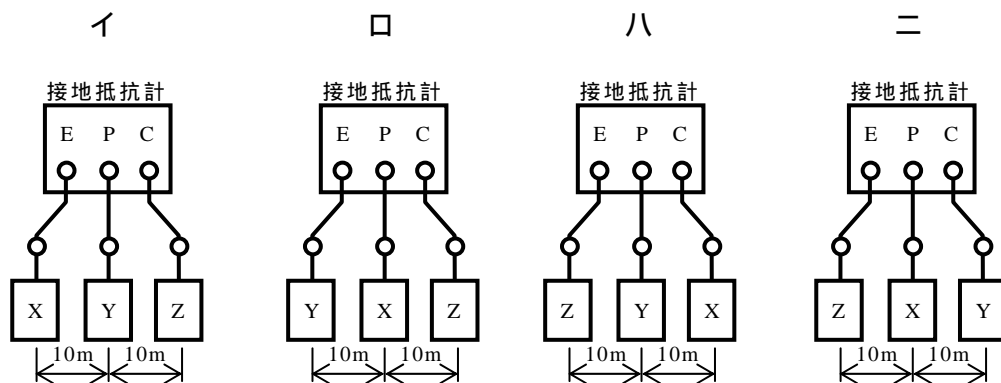 イ ロ ハ ニ
接地抵抗計 接地抵抗計 接地抵抗計 接地抵抗計
E P C E P C E P C E P C
X Y Z Y X Z Z Y X Z X Y
10m 10m 10m 10m 10m 10m 10m 10m